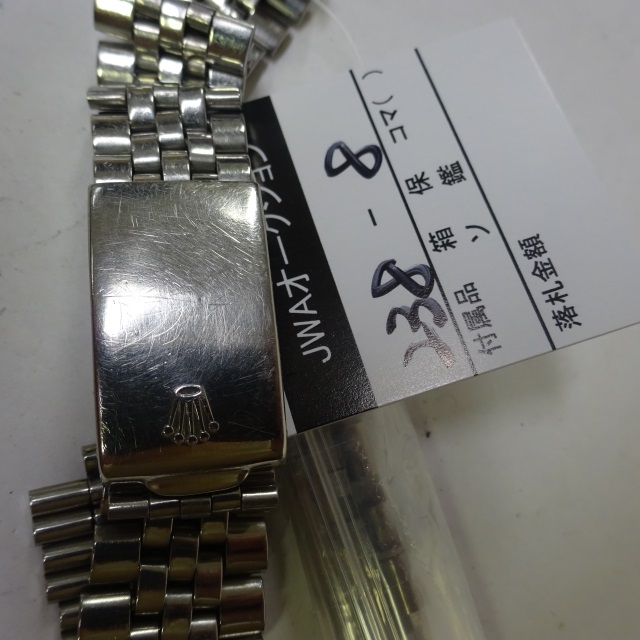 JWAオークション
338-8
付属品 箱 保 コマ( )
ソ 鑑
落札金額